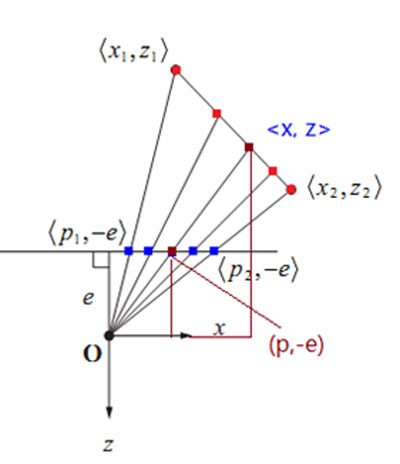 ⟨x₁, z₁⟩
<x, z>
⟨x₂, z₂⟩
⟨p₁, −e⟩
⟨p₂, −e⟩
e
x
(p,-e)
O
z